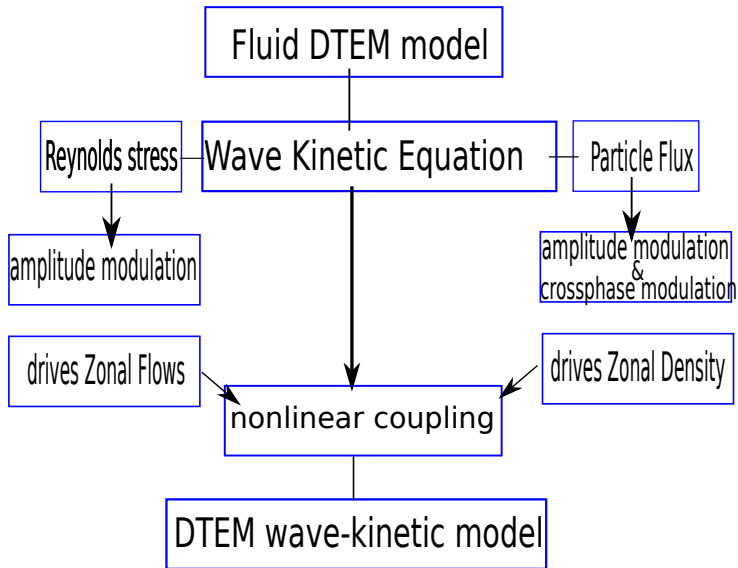 Fluid DTEM model
Reynolds stress
Wave Kinetic Equation
Particle Flux
amplitude modulation
amplitude modulation
&
crossphase modulation
drives Zonal Flows
drives Zonal Density
nonlinear coupling
DTEM wave-kinetic model